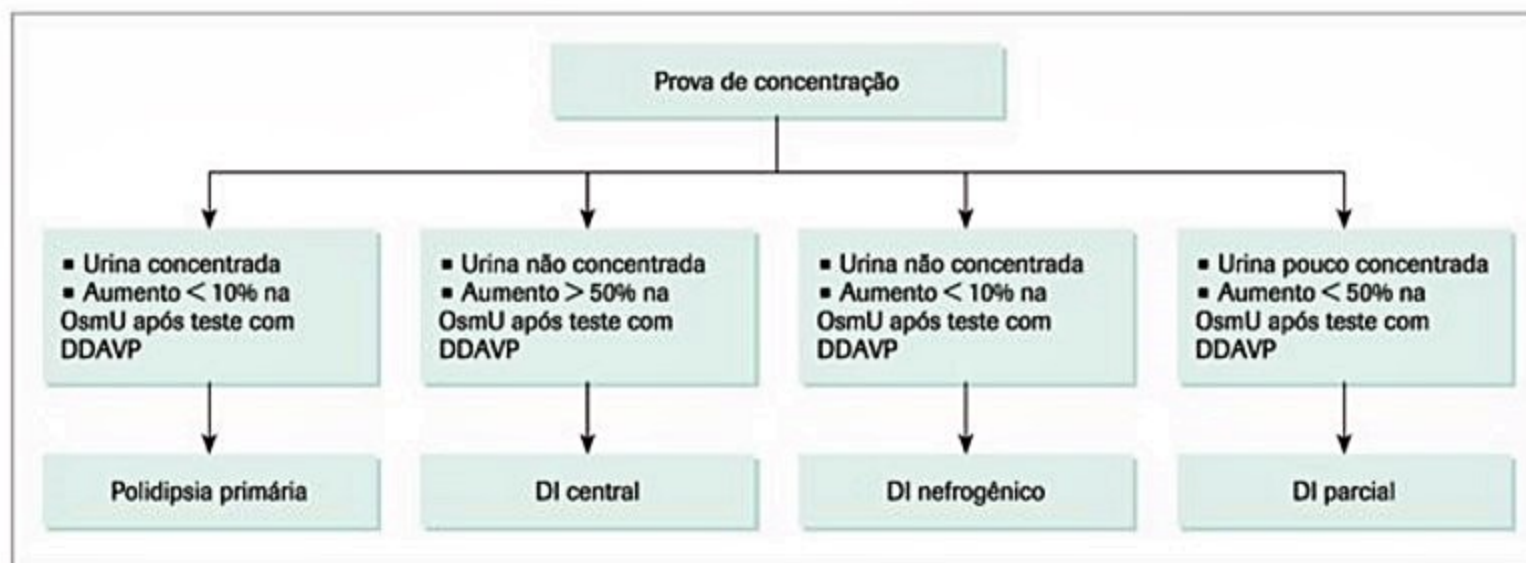 Prova de concentração
▪ Urina concentrada
▪ Aumento < 10% na
OsmU após teste com
DDAVP
▪ Urina não concentrada
▪ Aumento > 50% na
OsmU após teste com
DDAVP
▪ Urina não concentrada
▪ Aumento < 10% na
OsmU após teste com
DDAVP
▪ Urina pouco concentrada
▪ Aumento < 50% na
OsmU após teste com
DDAVP
Polidipsia primária
DI central
DI nefrogênico
DI parcial